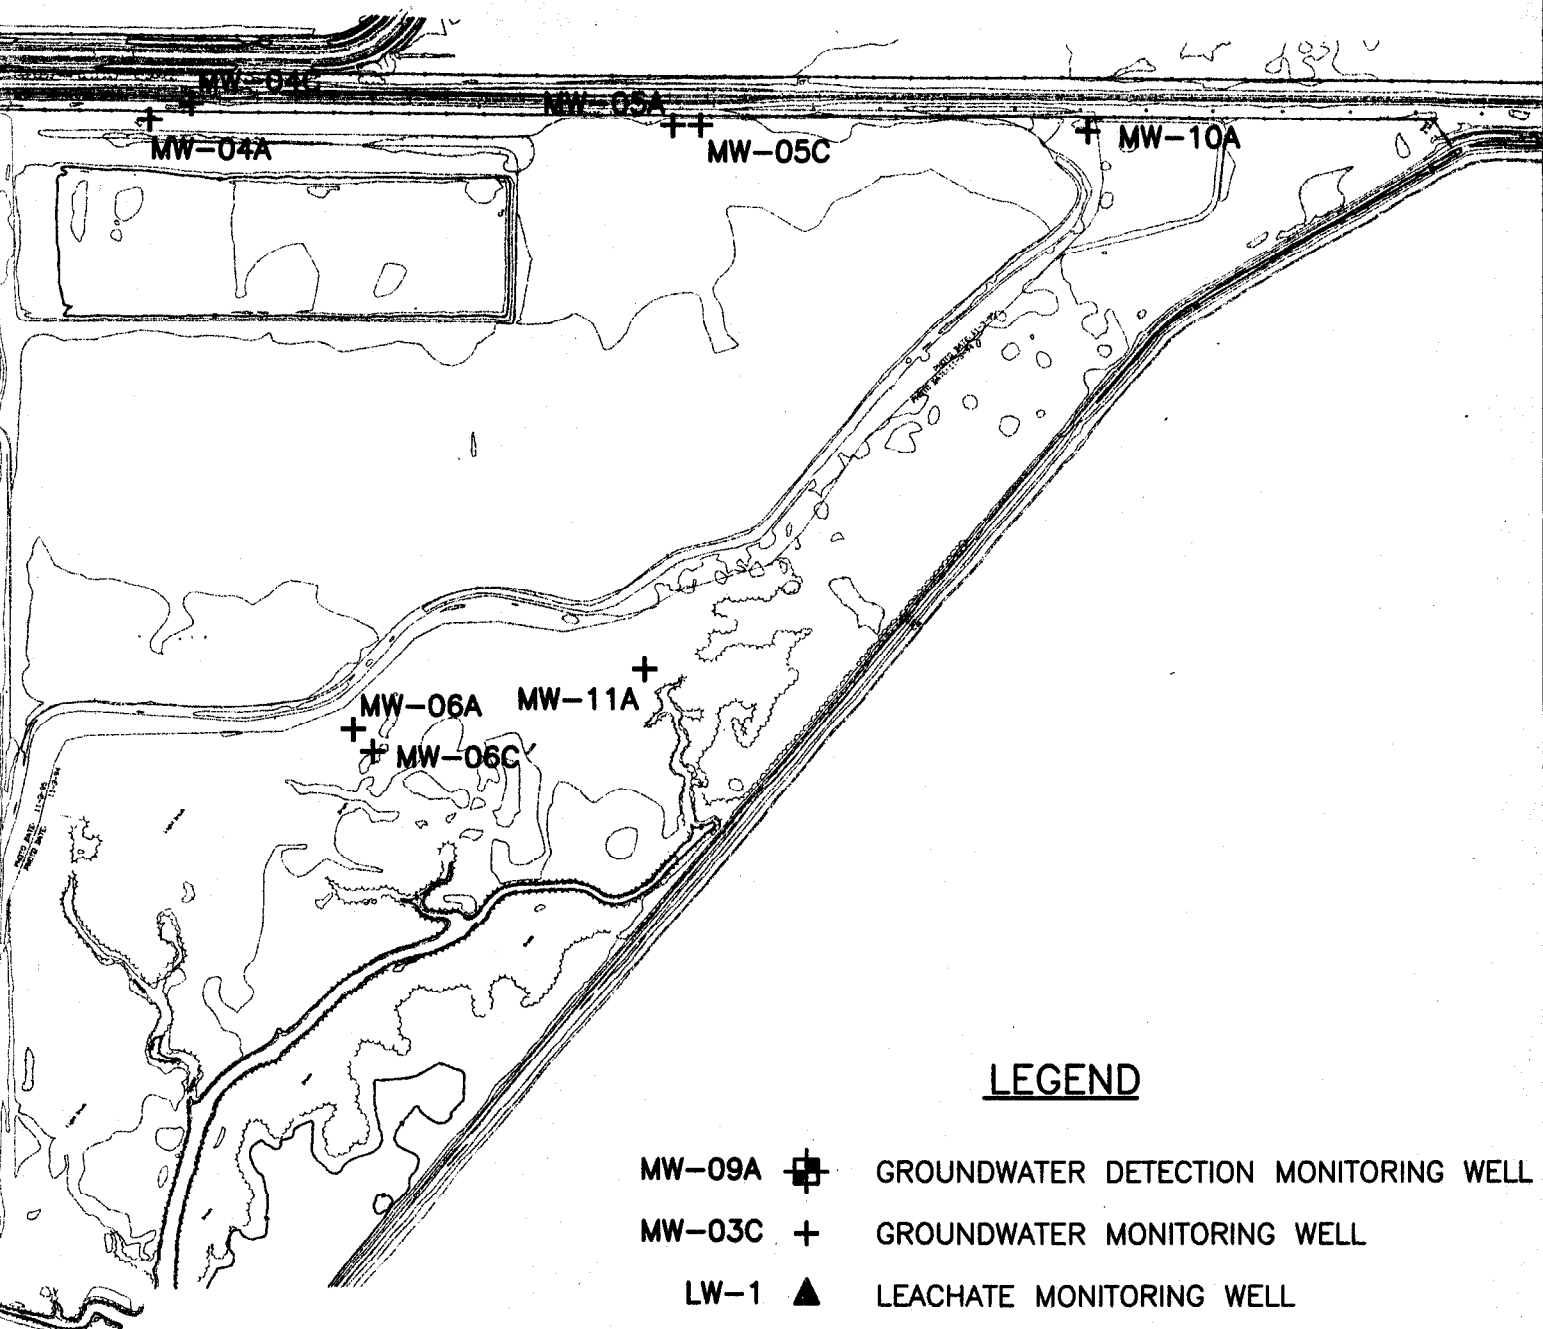 MW-04C
MW-05A
MW-04A
MW-05C
MW-10A
MW-06A
MW-11A
MW-06C
LEGEND
MW-09A GROUNDWATER DETECTION MONITORING WELL
MW-03C GROUNDWATER MONITORING WELL
LW-1 LEACHATE MONITORING WELL